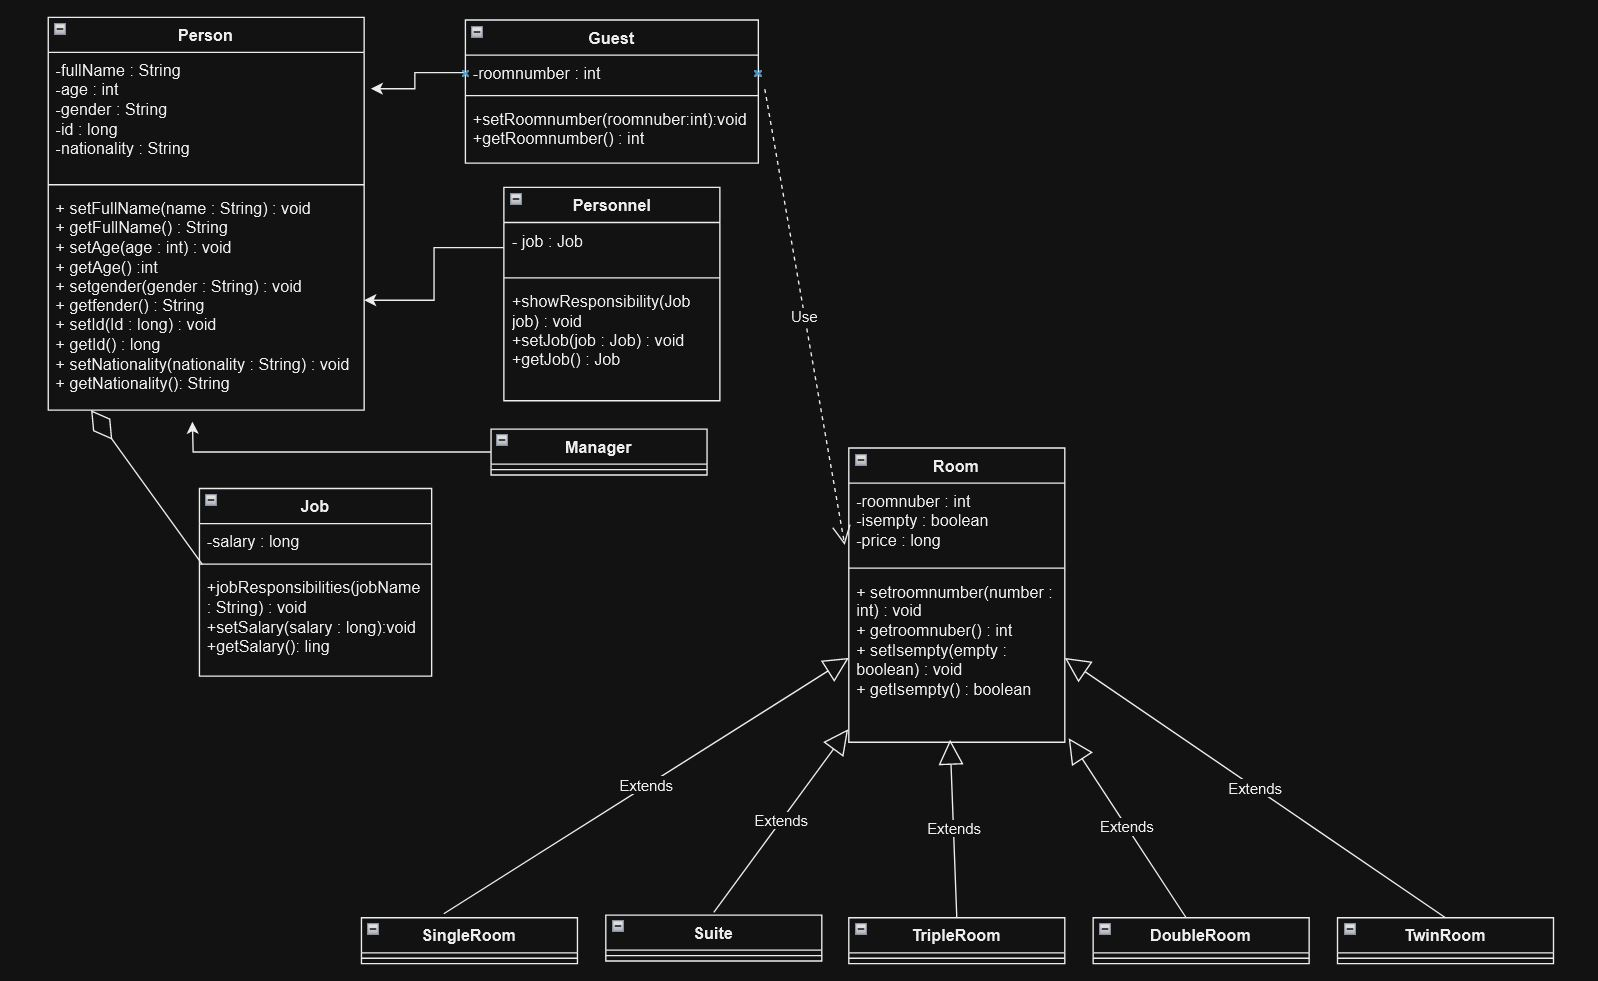 Person
-fullName : String
-age : int
-gender : String
-id : long
-nationality : String
+ setFullName(name : String) : void
+ getFullName() : String
+ setAge(age : int) : void
+ getAge() :int
+ setgender(gender : String) : void
+ getfender() : String
+ setId(Id : long) : void
+ getId() : long
+ setNationality(nationality : String) : void
+ getNationality(): String
Guest
-roomnumber : int
+setRoomnumber(roomnuber:int):void
+getRoomnumber() : int
Personnel
- job : Job
+showResponsibility(Job
job) : void
+setJob(job : Job) : void
+getJob() : Job
Use
Manager
Job
-salary : long
+jobResponsibilities(jobName
: String) : void
+setSalary(salary : long):void
+getSalary(): ling
Room
-roomnuber : int
-isempty : boolean
-price : long
+ setroomnumber(number :
int) : void
+ getroomnuber() : int
+ setIsempty(empty :
boolean) : void
+ getIsempty() : boolean
Extends
Extends
Extends
Extends
Extends
SingleRoom
Suite
TripleRoom
DoubleRoom
TwinRoom